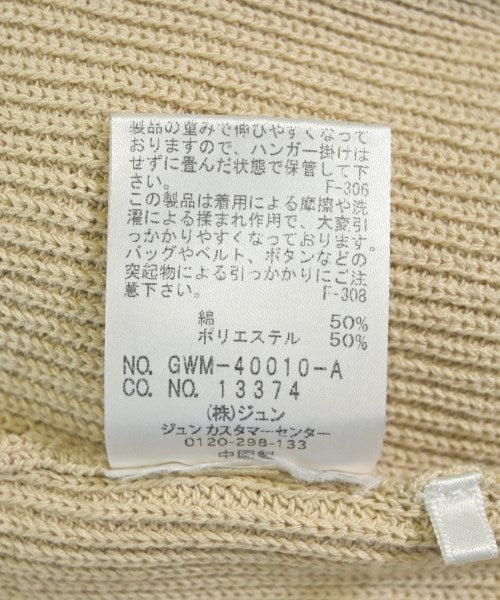 製品の重みで伸びやすくなって
おりますので、ハンガー掛けは
せずに畳んだ状態で保管して下
さい。 F-306
この製品は着用による摩擦や洗
濯による揉まれ作用で、大変引
っかかりやすくなっております。
バッグやベルト、ボタンなどの
突起物による引っかかりにご注
意下さい。 F-308
綿 50%
ポリエステル 50%
NO. GWM-40010-A
CO. NO. 13374
(株)ジュン
ジュン カスタマーセンター
0120-298-133
中国製